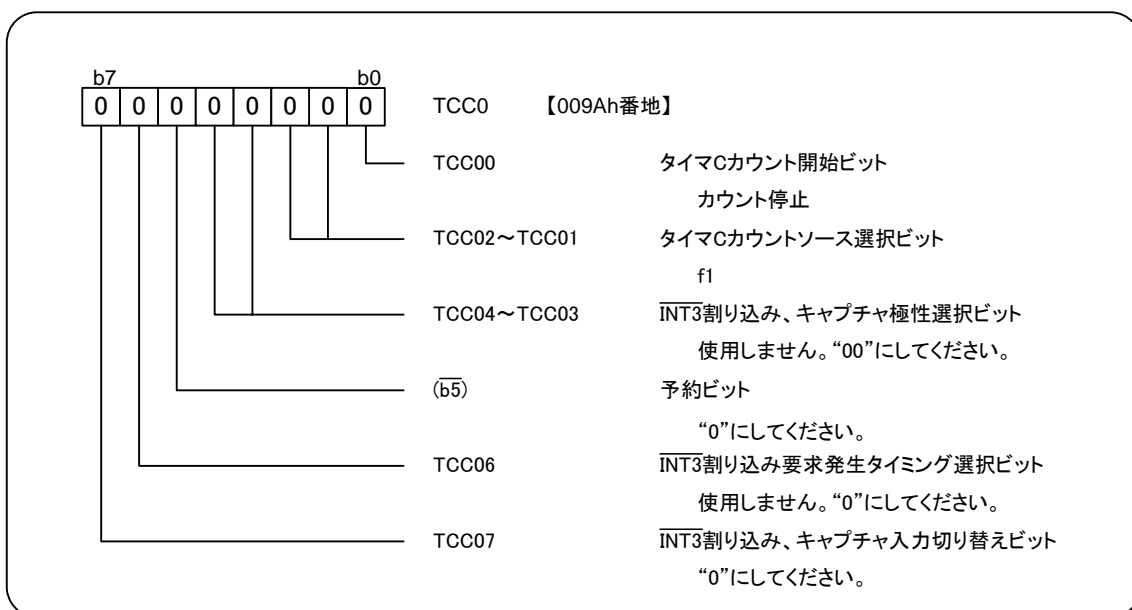 b7 b0
0 0 0 0 0 0 0 0 TCC0 【009Ah番地】
TCC00 タイマCカウント開始ビット
カウント停止
TCC02～TCC01 タイマCカウントソース選択ビット
f1
TCC04～TCC03 INT3割り込み、キャプチャ極性選択ビット
使用しません。“00”にしてください。
(b5) 予約ビット
“0”にしてください。
TCC06 INT3割り込み要求発生タイミング選択ビット
使用しません。“0”にしてください。
TCC07 INT3割り込み、キャプチャ入力切り替えビット
“0”にしてください。